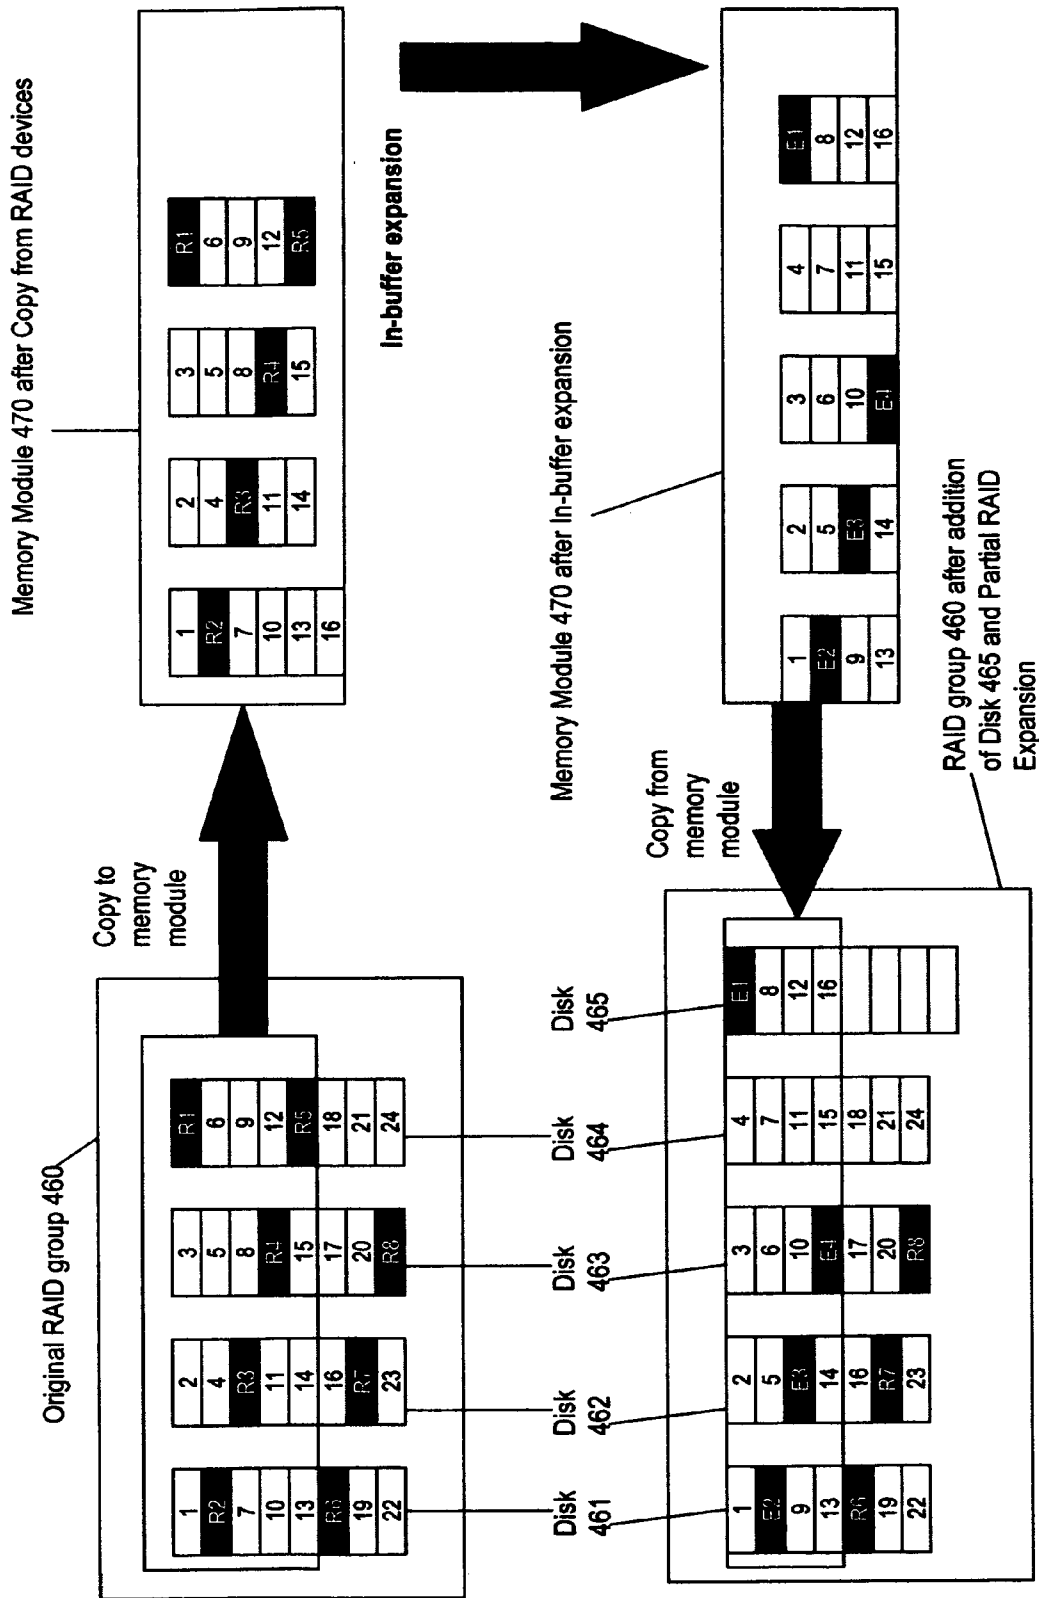 Original RAID group 460
1 2 3 R1
R2 4 5 6
7 R3 8 9
10 11 R4 12
13 14 15 R5
R6 16 17 18
19 R7 20 21
22 23 R8 24
Copy to
memory
module
Memory Module 470 after Copy from RAID devices
1 2 3 R1
R2 4 5 6
7 R3 8 9
10 11 R4 12
13 14 15 R5
16
In-buffer expansion
Disk
461
Disk
462
Disk
463
Disk
464
Disk
465
1 2 3 4 E1
E2 5 6 7 8
9 E3 10 11 12
13 14 E4 15 16
R6 16 17 18
19 R7 20 21
22 23 R8 24
Copy from
memory
module
Memory Module 470 after In-buffer expansion
1 2 3 4 E1
E2 5 6 7 8
9 E3 10 11 12
13 14 E4 15 16
RAID group 460 after addition
of Disk 465 and Partial RAID
Expansion